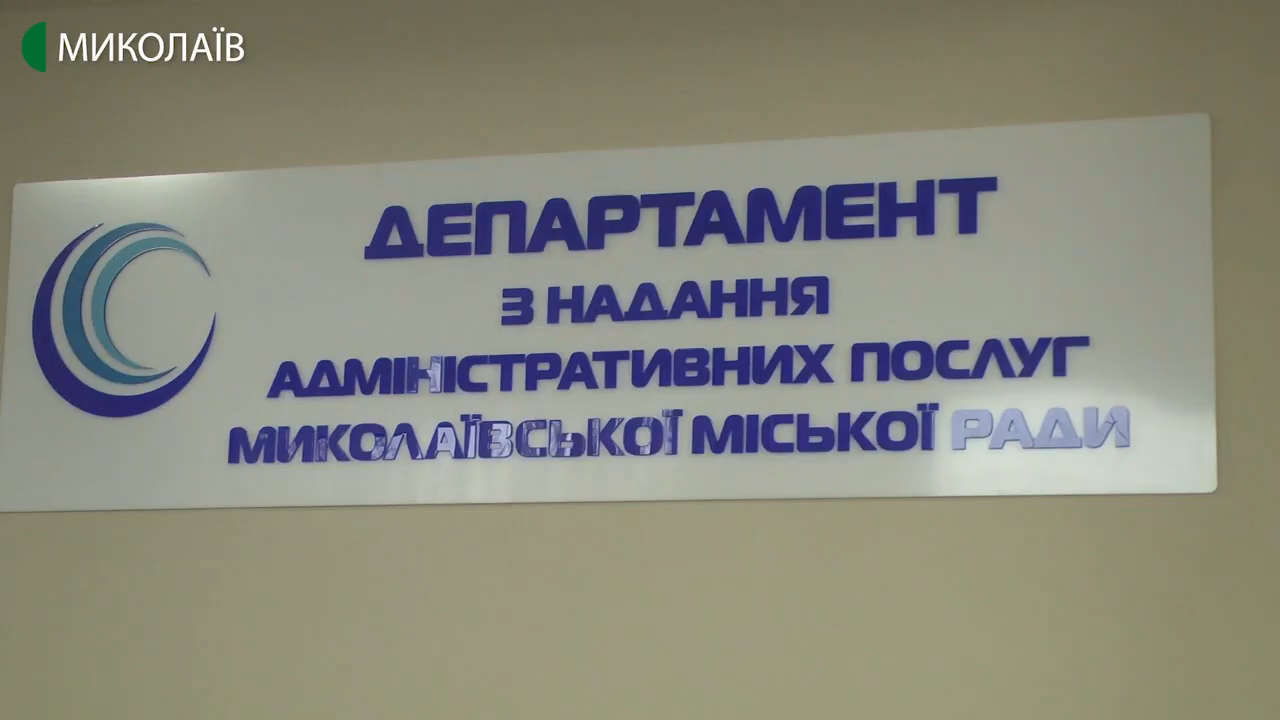 МИКОЛАЇВ
ДЕПАРТАМЕНТ
З НАДАННЯ
АДМІНІСТРАТИВНИХ ПОСЛУГ
МИКОЛАЇВСЬКОЇ МІСЬКОЇ РАДИ